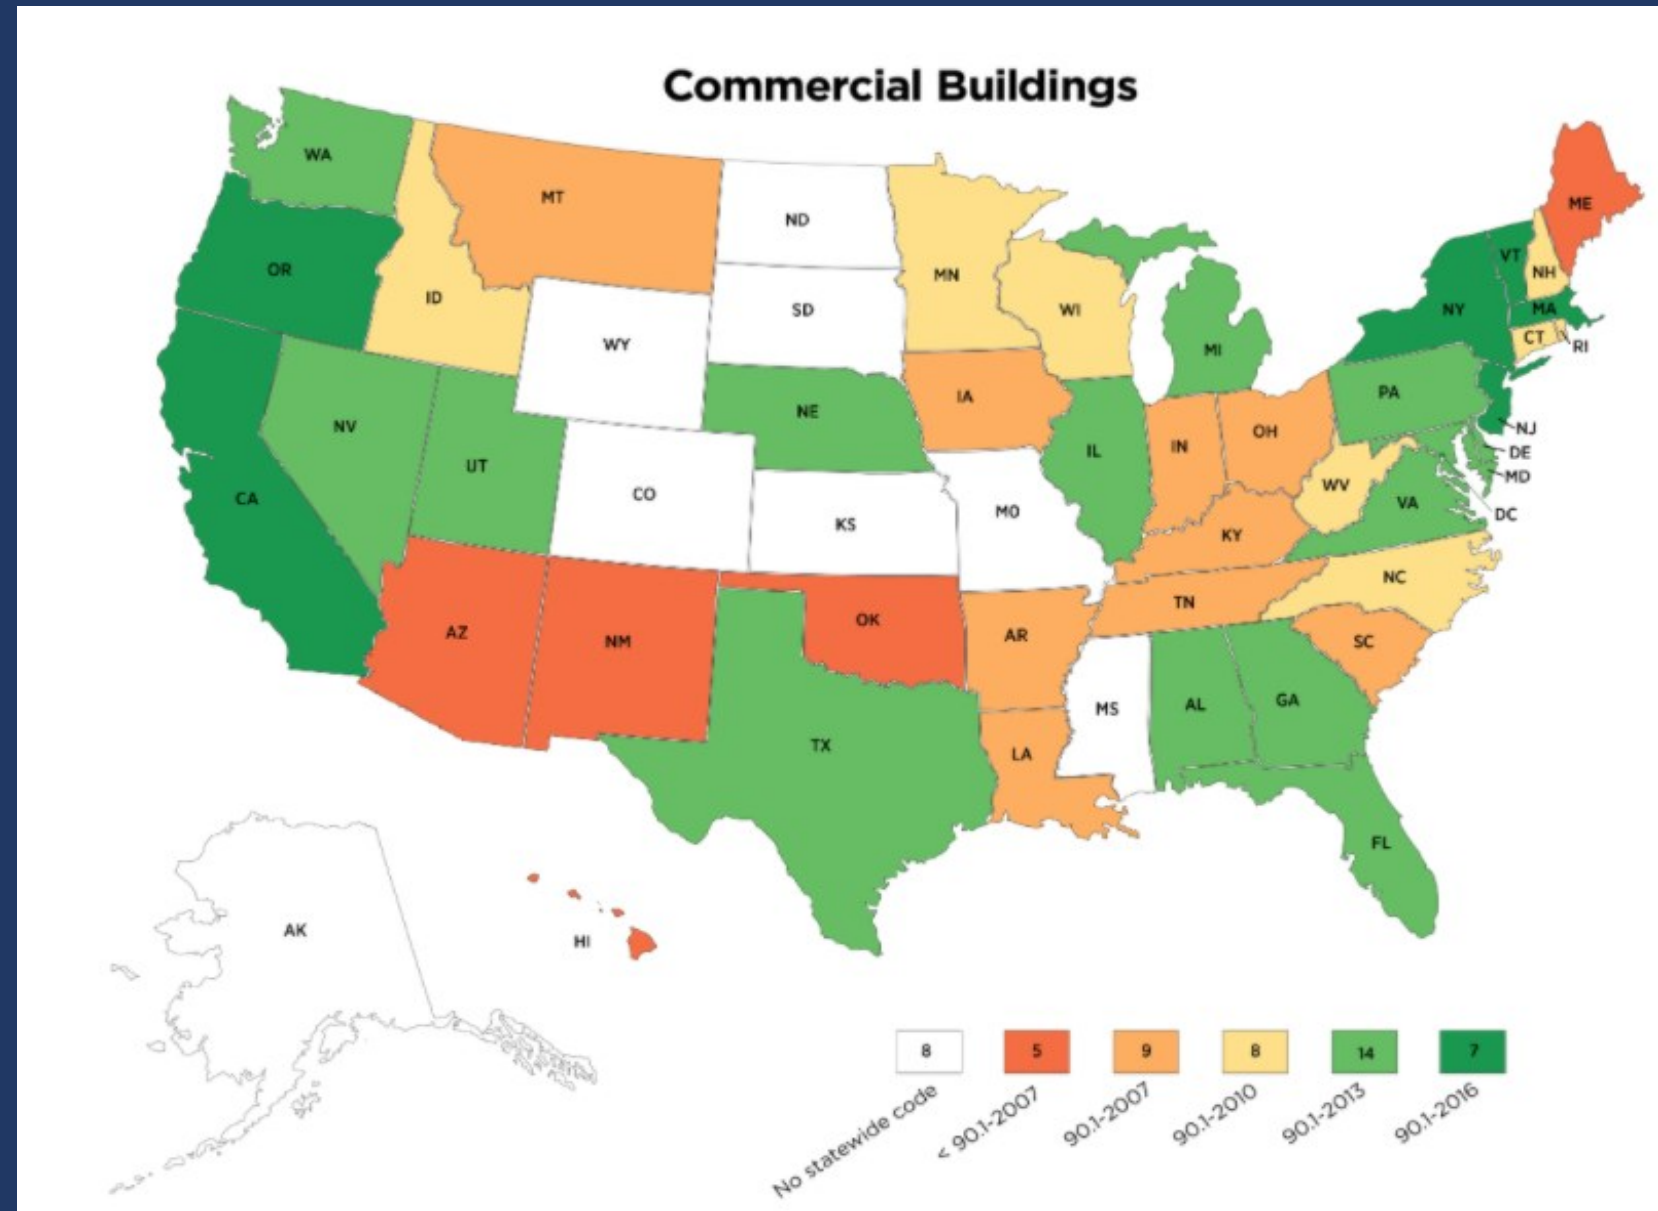 Commercial Buildings
WA
MT
ND
MN
ME
OR
ID
SD
WI
VT
NH
NY
MA
WY
MI
CT
RI
IA
NE
PA
NV
UT
IL
IN
OH
NJ
DE
MD
CA
CO
KS
MO
WV
VA
DC
KY
NC
AZ
NM
OK
AR
TN
SC
MS
AL
GA
TX
LA
FL
AK
HI
8
5
9
8
14
7
No statewide code
< 90.1-2007
90.1-2007
90.1-2010
90.1-2013
90.1-2016